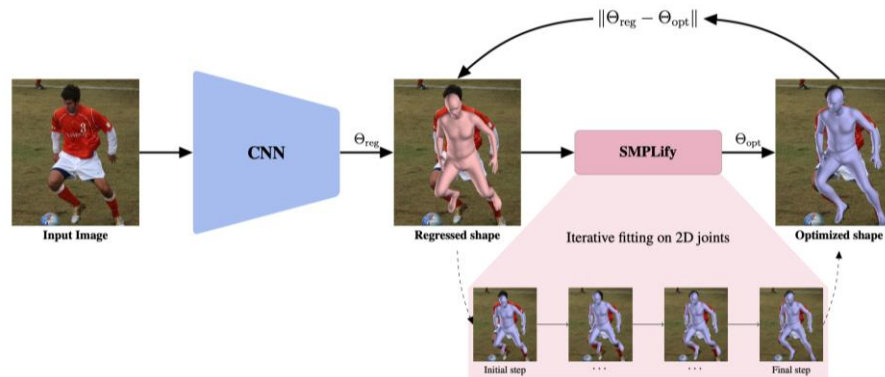 ‖Θreg − Θopt‖
CNN
Θreg
SMPLify
Θopt
Input Image
Regressed shape
Iterative fitting on 2D joints
Optimized shape
Initial step
. . .
. . .
Final step